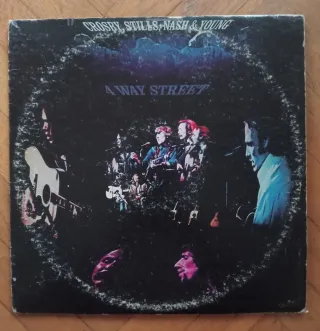 CROSBY, STILLS, NASH & YOUNG
4 WAY STREET